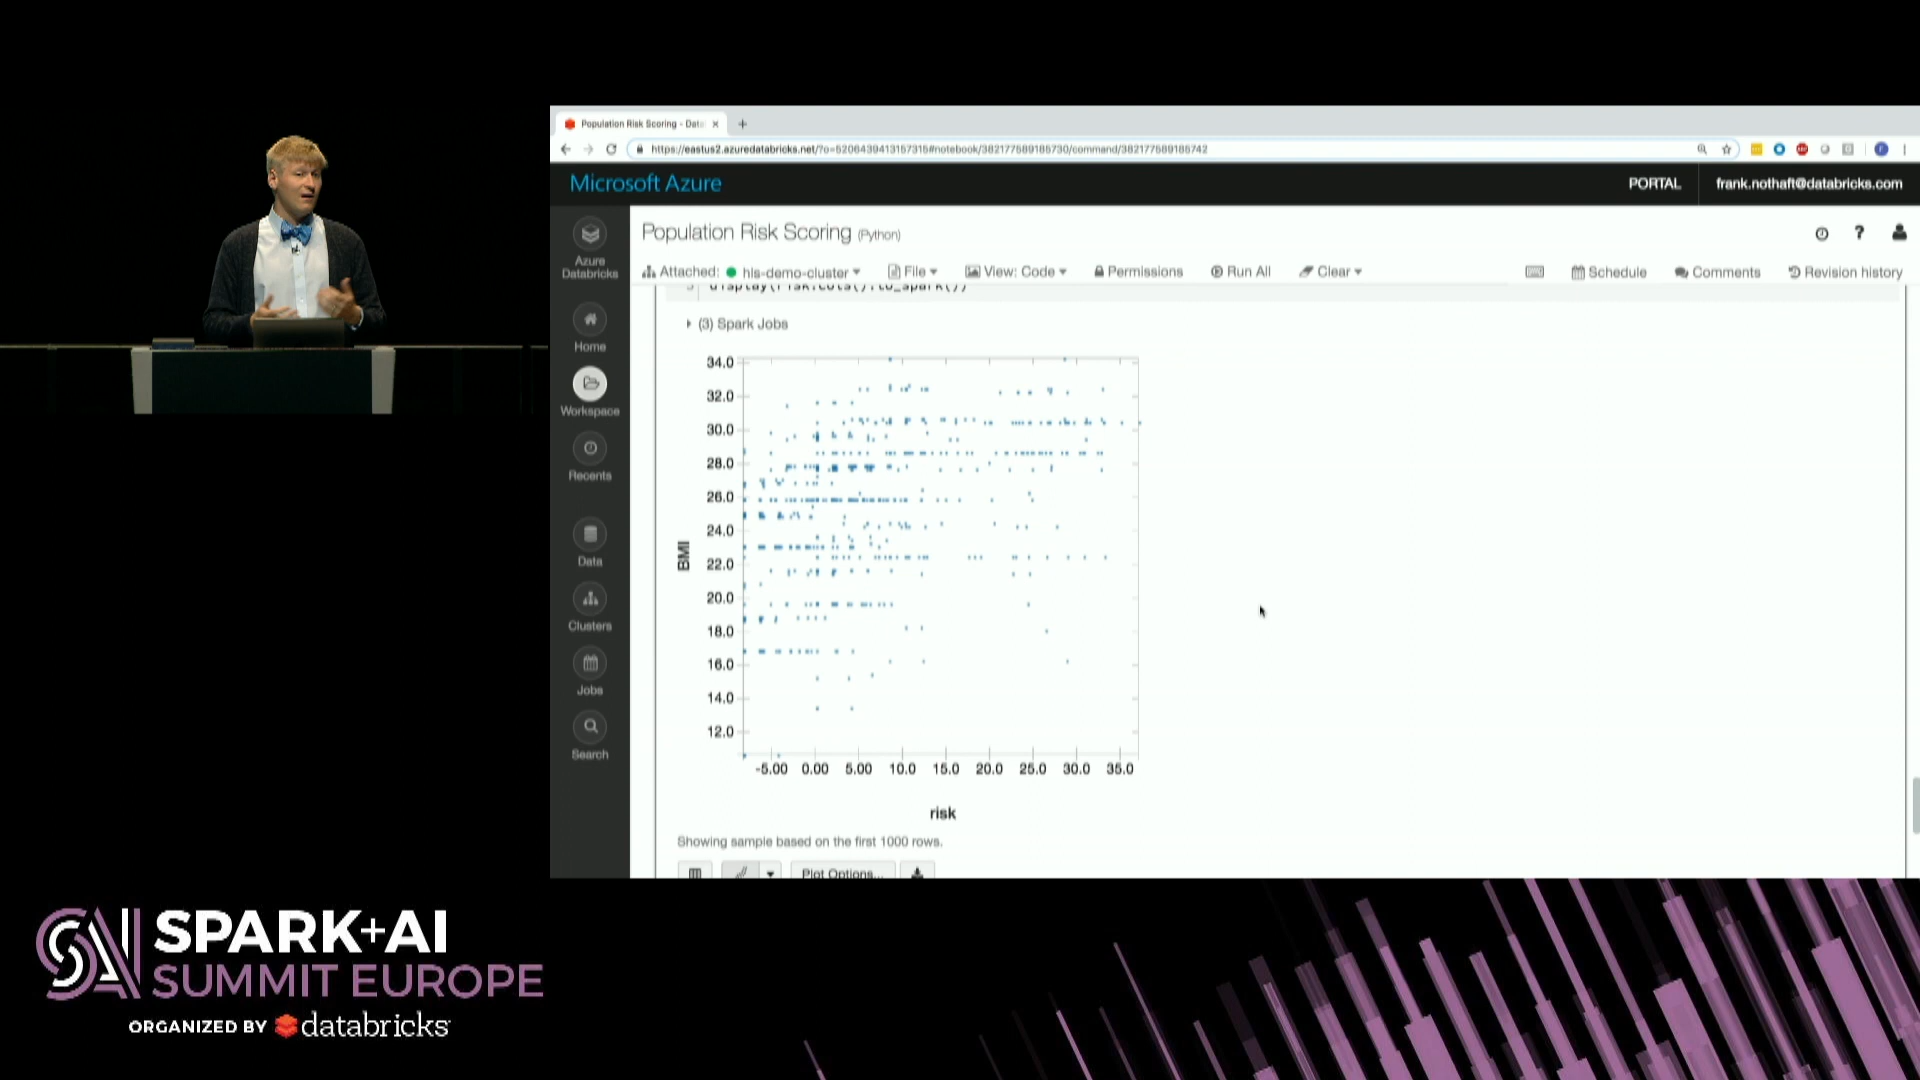 Population Risk Scoring - Data
https://eastus2.azuredatabricks.net/?o=5206439413157315#notebook/382177589185730/command/382177589185742
Microsoft Azure
PORTAL
frank.nothaft@databricks.com
Population Risk Scoring (Python)
Attached: hls-demo-cluster
File
View: Code
Permissions
Run All
Clear
Schedule
Comments
Revision history
Azure
Databricks
Home
Workspace
Recents
Data
Clusters
Jobs
Search
(3) Spark Jobs
34.0
32.0
30.0
28.0
26.0
24.0
22.0
20.0
18.0
16.0
14.0
12.0
BMI
-5.00 0.00 5.00 10.0 15.0 20.0 25.0 30.0 35.0
risk
Showing sample based on the first 1000 rows.
Plot Options...
SPARK+AI
SUMMIT EUROPE
ORGANIZED BY databricks